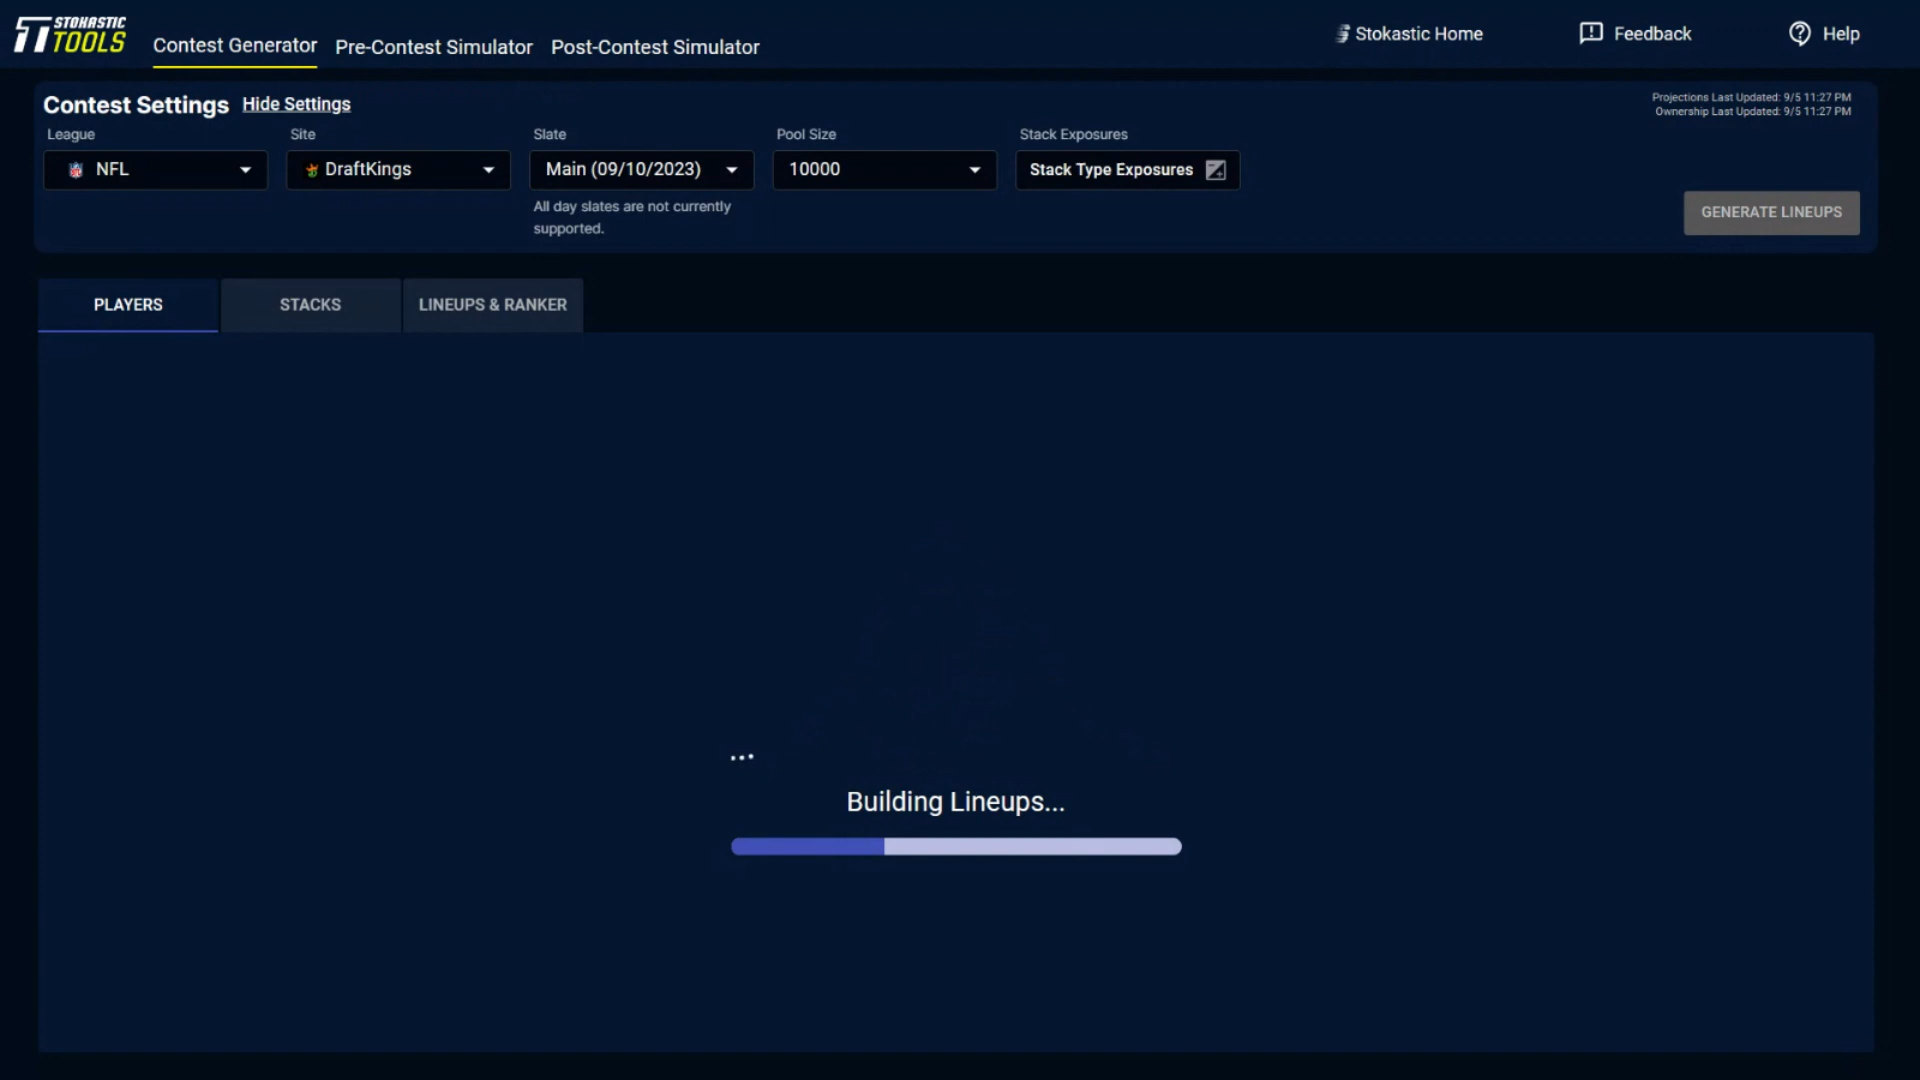 STOKASTIC
TOOLS
Contest Generator
Pre-Contest Simulator
Post-Contest Simulator
Stokastic Home
Feedback
Help
Contest Settings
Hide Settings
Projections Last Updated: 9/5 11:27 PM
Ownership Last Updated: 9/5 11:27 PM
League
Site
Slate
Pool Size
Stack Exposures
NFL
DraftKings
Main (09/10/2023)
10000
Stack Type Exposures
All day slates are not currently
supported.
GENERATE LINEUPS
PLAYERS
STACKS
LINEUPS & RANKER
...
Building Lineups...